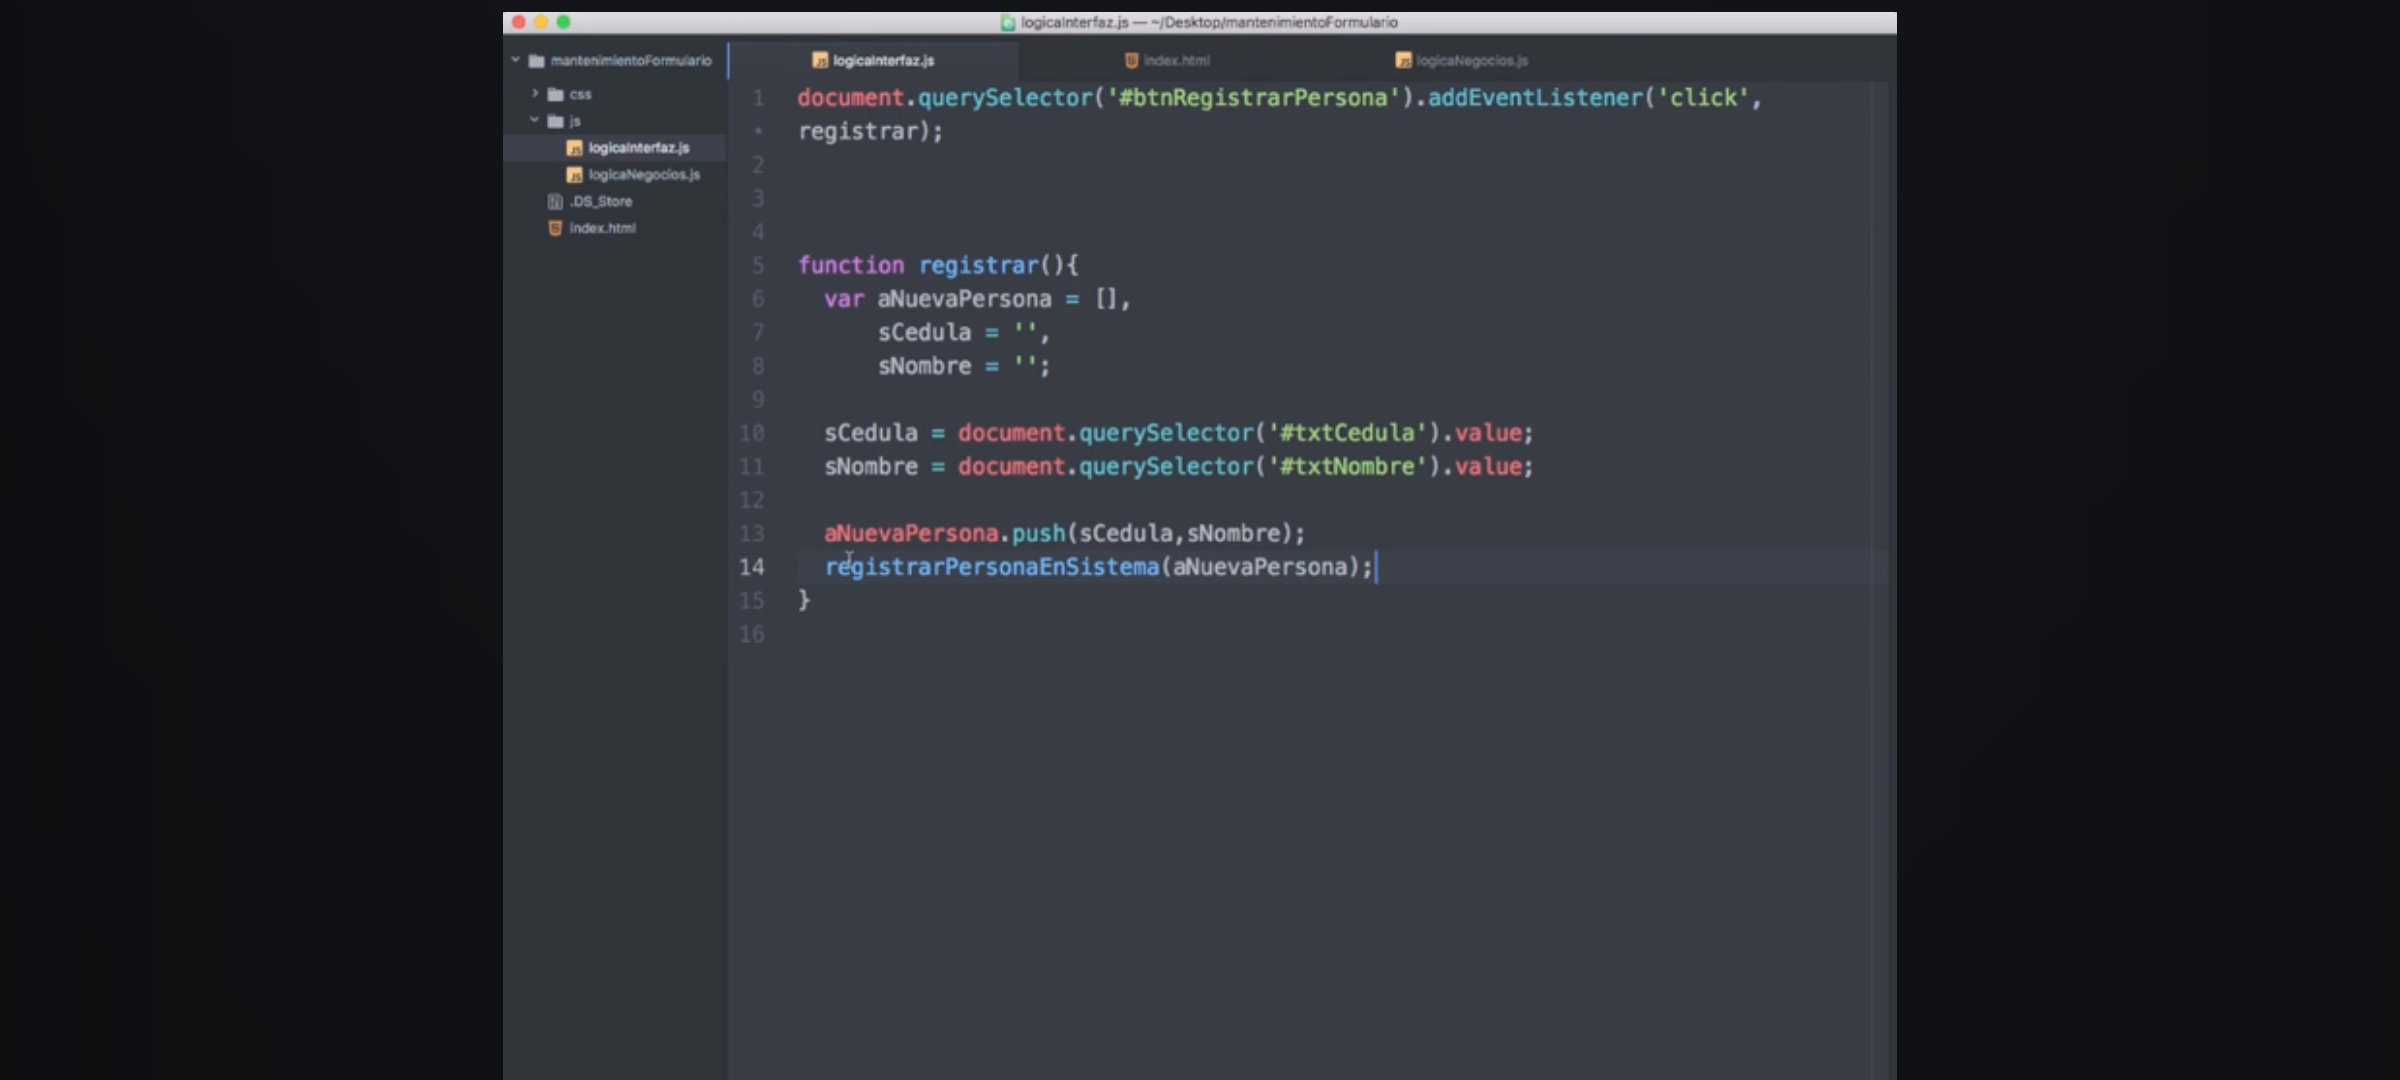 logicaInterfaz.js — ~/Desktop/mantenimientoFormulario
mantenimientoFormulario
css
js
logicaInterfaz.js
logicaNegocios.js
.DS_Store
index.html
logicaInterfaz.js
index.html
logicaNegocios.js
1 document.querySelector('#btnRegistrarPersona').addEventListener('click',
• registrar);
2
3
4
5 function registrar(){
6 var aNuevaPersona = [],
7 sCedula = '',
8 sNombre = '';
9
10 sCedula = document.querySelector('#txtCedula').value;
11 sNombre = document.querySelector('#txtNombre').value;
12
13 aNuevaPersona.push(sCedula,sNombre);
14 registrarPersonaEnSistema(aNuevaPersona);
15 }
16